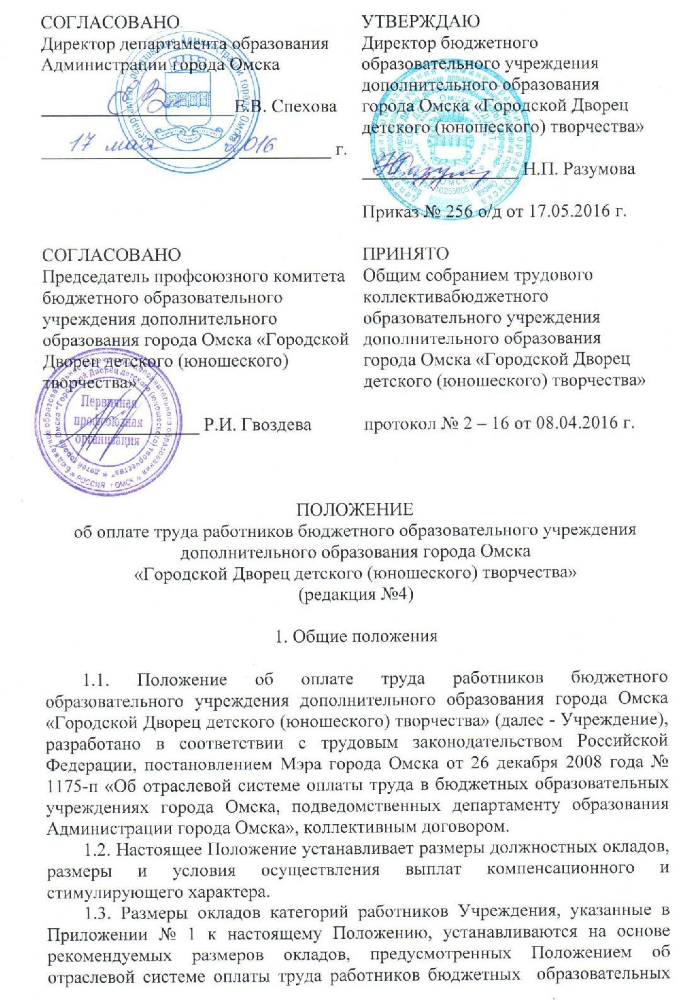 СОГЛАСОВАНО
Директор департамента образования
Администрации города Омска
Е.В. Спехова
17 мая 2016 г.
УТВЕРЖДАЮ
Директор бюджетного
образовательного учреждения
дополнительного образования
города Омска «Городской Дворец
детского (юношеского) творчества»
Н.П. Разумова
Приказ № 256 о/д от 17.05.2016 г.
СОГЛАСОВАНО
Председатель профсоюзного комитета
бюджетного образовательного
учреждения дополнительного
образования города Омска «Городской
Дворец детского (юношеского)
творчества»
Р.И. Гвоздева
Первичная
профсоюзная
организация
РОССИЯ г ОМСК
ПРИНЯТО
Общим собранием трудового
коллективабюджетного
образовательного учреждения
дополнительного образования
города Омска «Городской Дворец
детского (юношеского) творчества»
протокол № 2 – 16 от 08.04.2016 г.
ПОЛОЖЕНИЕ
об оплате труда работников бюджетного образовательного учреждения
дополнительного образования города Омска
«Городской Дворец детского (юношеского) творчества»
(редакция №4)
1. Общие положения
1.1. Положение об оплате труда работников бюджетного
образовательного учреждения дополнительного образования города Омска
«Городской Дворец детского (юношеского) творчества» (далее - Учреждение),
разработано в соответствии с трудовым законодательством Российской
Федерации, постановлением Мэра города Омска от 26 декабря 2008 года №
1175-п «Об отраслевой системе оплаты труда в бюджетных образовательных
учреждениях города Омска, подведомственных департаменту образования
Администрации города Омска», коллективным договором.
1.2. Настоящее Положение устанавливает размеры должностных окладов,
размеры и условия осуществления выплат компенсационного и
стимулирующего характера.
1.3. Размеры окладов категорий работников Учреждения, указанные в
Приложении № 1 к настоящему Положению, устанавливаются на основе
рекомендуемых размеров окладов, предусмотренных Положением об
отраслевой системе оплаты труда работников бюджетных образовательных